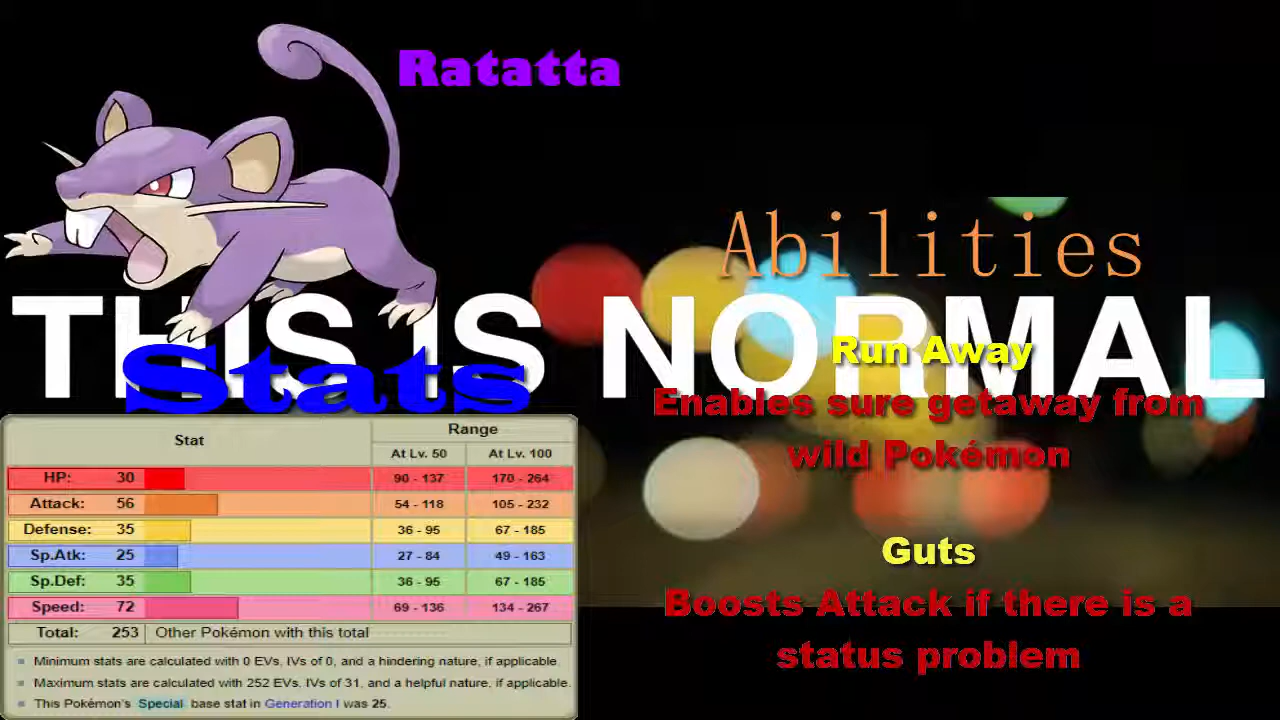 Ratatta
Abilities
THIS IS NORMAL
Run Away
Enables sure getaway from
wild Pokémon
Guts
Boosts Attack if there is a
status problem
Stats
Stat Range
At Lv. 50 At Lv. 100
HP: 30 90 - 137 170 - 264
Attack: 56 54 - 118 105 - 232
Defense: 35 36 - 95 67 - 185
Sp.Atk: 25 27 - 84 49 - 163
Sp.Def: 35 36 - 95 67 - 185
Speed: 72 69 - 136 134 - 267
Total: 253 Other Pokémon with this total
Minimum stats are calculated with 0 EVs, IVs of 0, and a hindering nature, if applicable.
Maximum stats are calculated with 252 EVs, IVs of 31, and a helpful nature, if applicable.
This Pokémon's Special base stat in Generation I was 25.